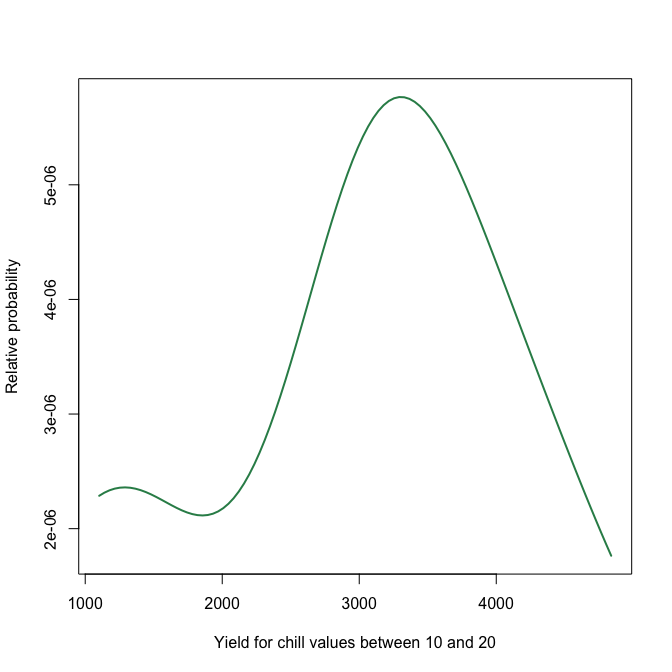 Relative probability
5e-06
4e-06
3e-06
2e-06
1000 2000 3000 4000
Yield for chill values between 10 and 20